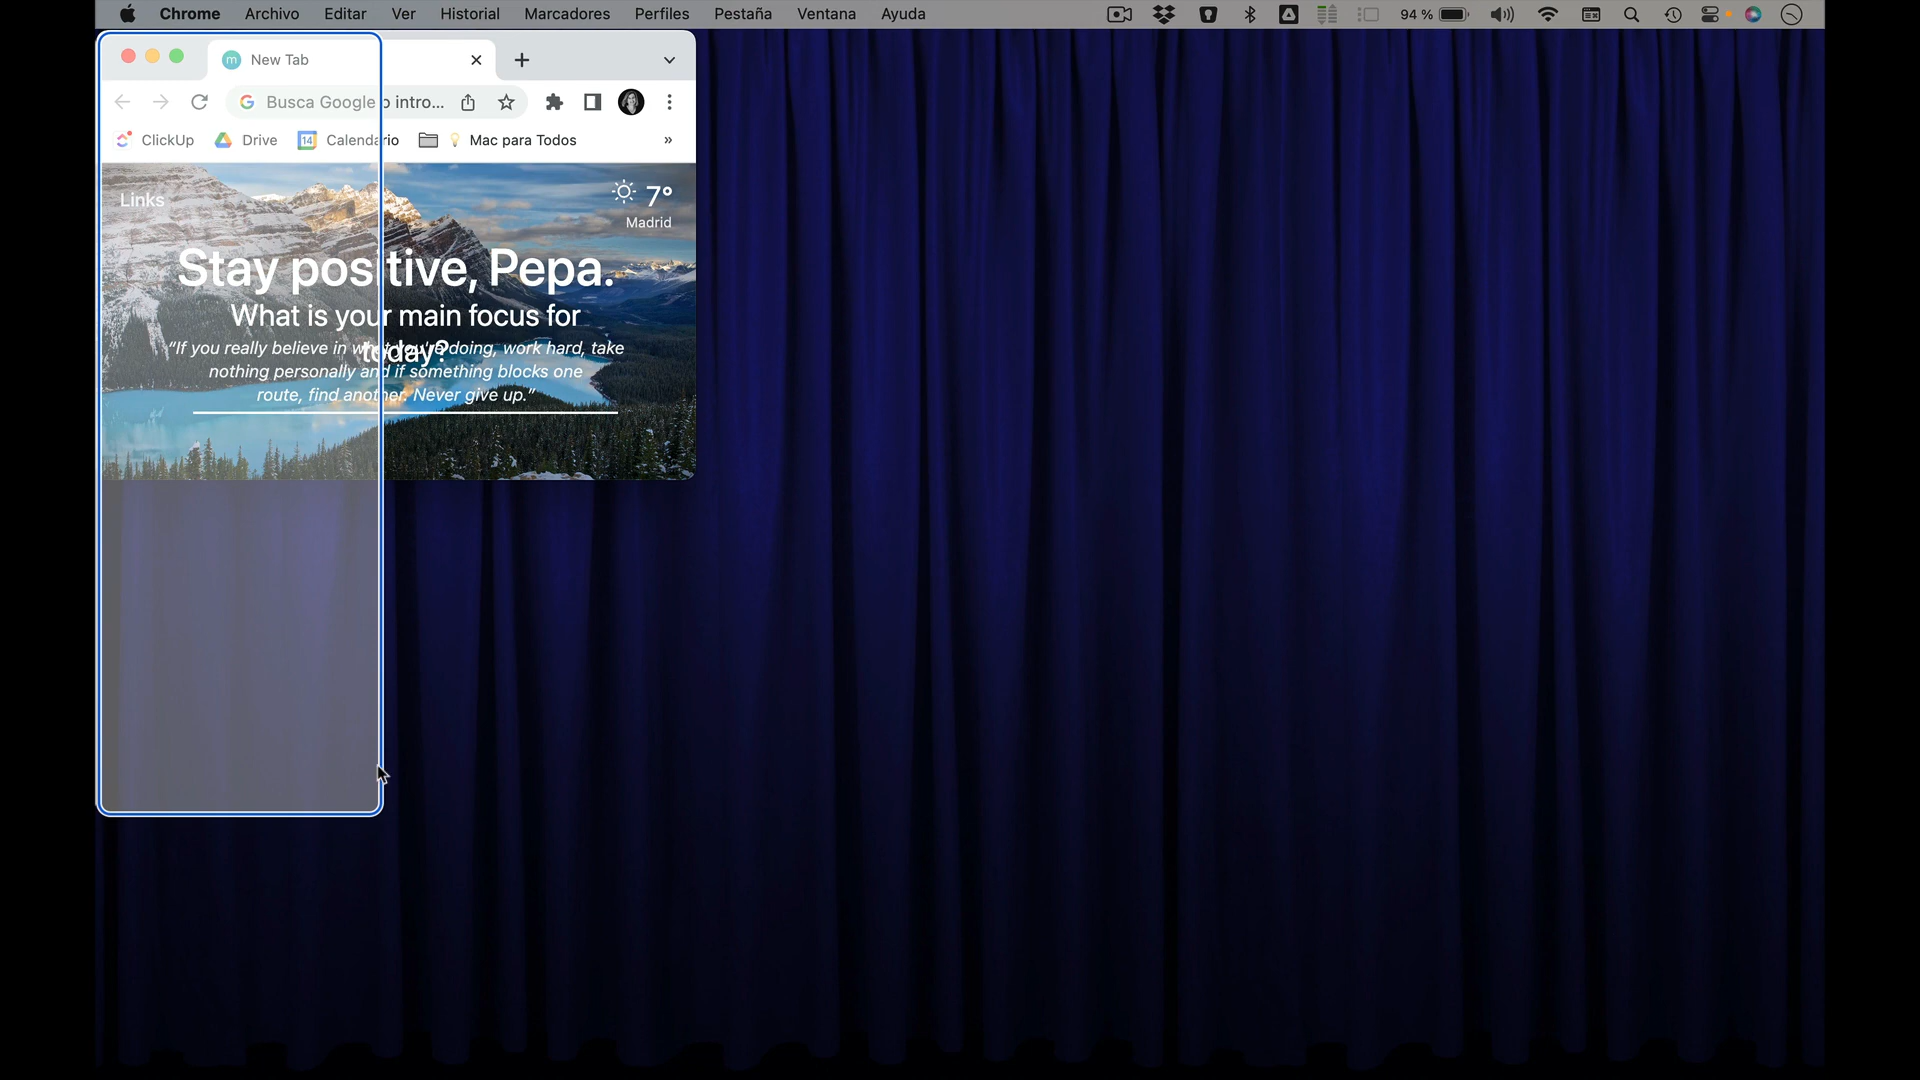 Chrome Archivo Editar Ver Historial Marcadores Perfiles Pestaña Ventana Ayuda 94 %
New Tab
Busca Google o intro...
ClickUp Drive 14 Calendario Mac para Todos »
Links
7°
Madrid
Stay positive, Pepa.
What is your main focus for
today?
“If you really believe in what you're doing, work hard, take
nothing personally and if something blocks one
route, find another. Never give up.”